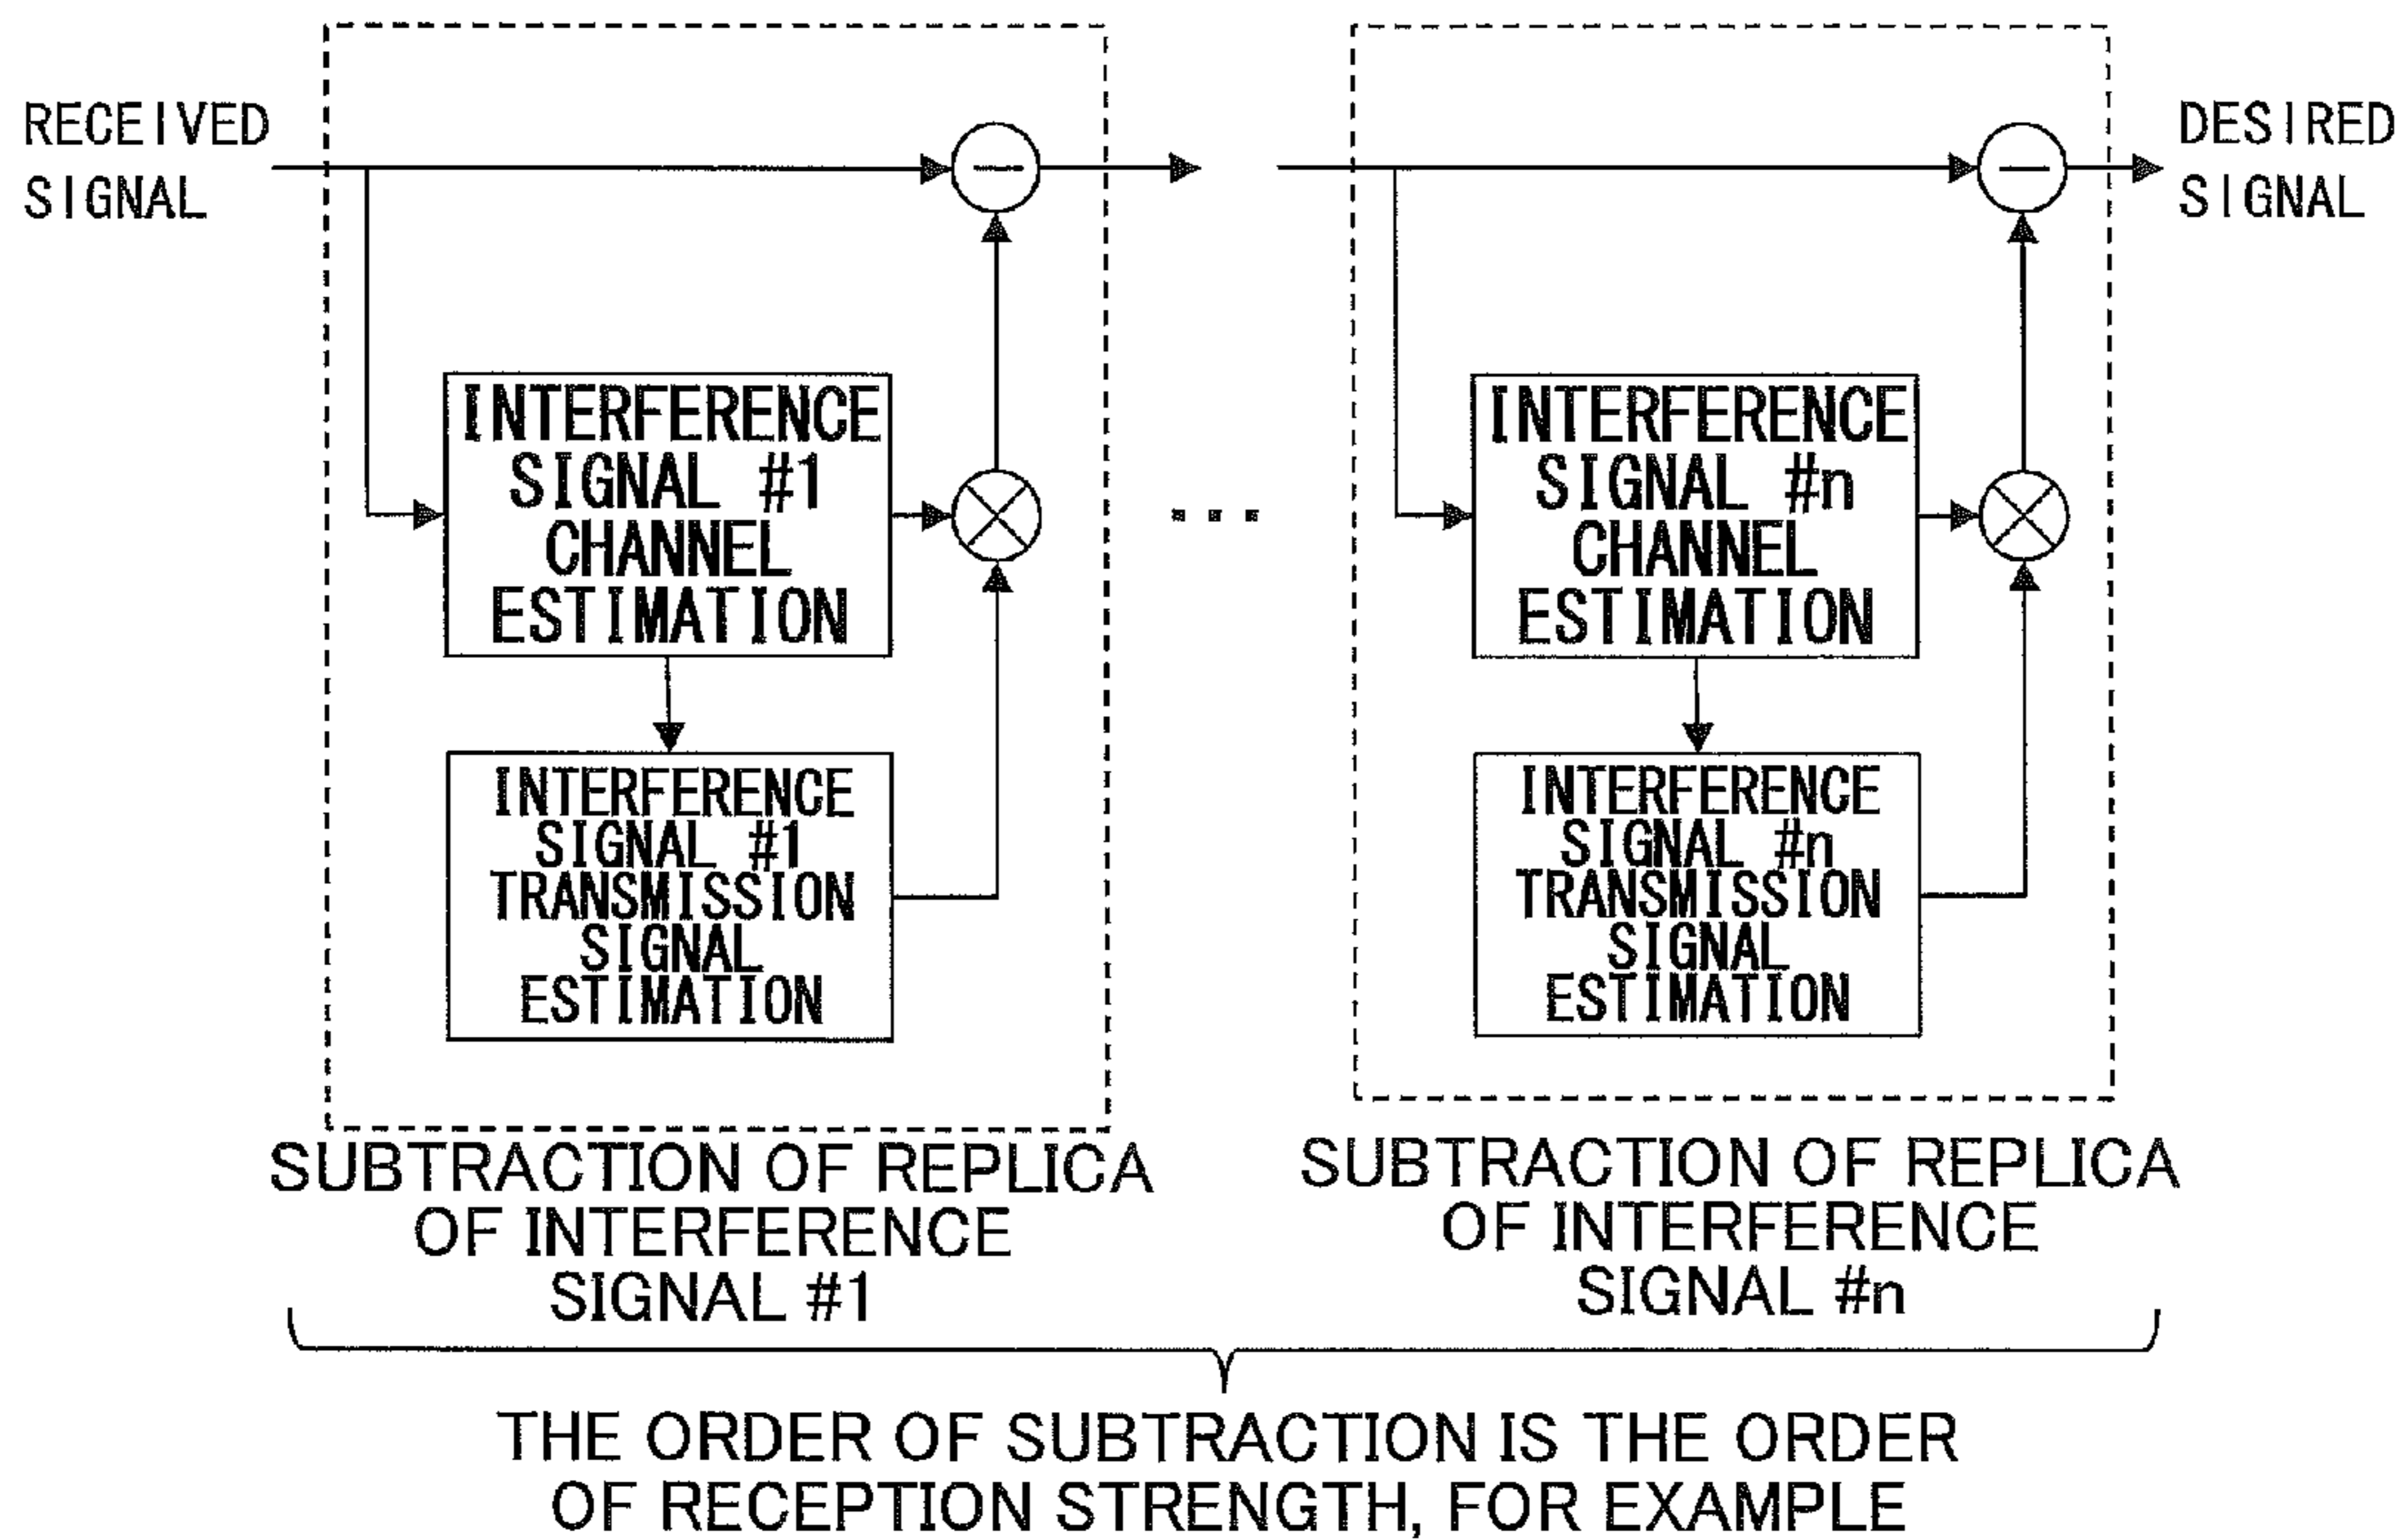 RECEIVED
SIGNAL
DESIRED
SIGNAL
INTERFERENCE
SIGNAL #1
CHANNEL
ESTIMATION
INTERFERENCE
SIGNAL #1
TRANSMISSION
SIGNAL
ESTIMATION
...
INTERFERENCE
SIGNAL #n
CHANNEL
ESTIMATION
INTERFERENCE
SIGNAL #n
TRANSMISSION
SIGNAL
ESTIMATION
SUBTRACTION OF REPLICA
OF INTERFERENCE
SIGNAL #1
SUBTRACTION OF REPLICA
OF INTERFERENCE
SIGNAL #n
THE ORDER OF SUBTRACTION IS THE ORDER
OF RECEPTION STRENGTH, FOR EXAMPLE